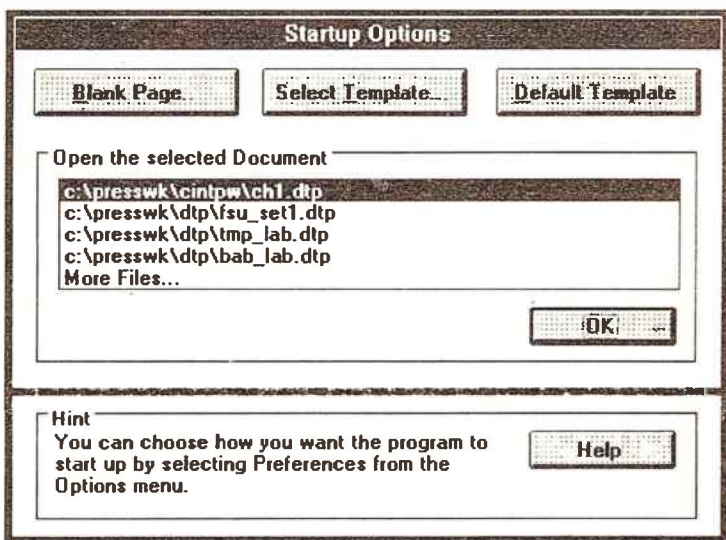 Startup Options
Blank Page...
Select Template...
Default Template
Open the selected Document
c:\presswk\cintpw\ch1.dtp
c:\presswk\dtp\fsu_set1.dtp
c:\presswk\dtp\tmp_lab.dtp
c:\presswk\dtp\bab_lab.dtp
More Files...
OK
Hint
You can choose how you want the program to
start up by selecting Preferences from the
Options menu.
Help